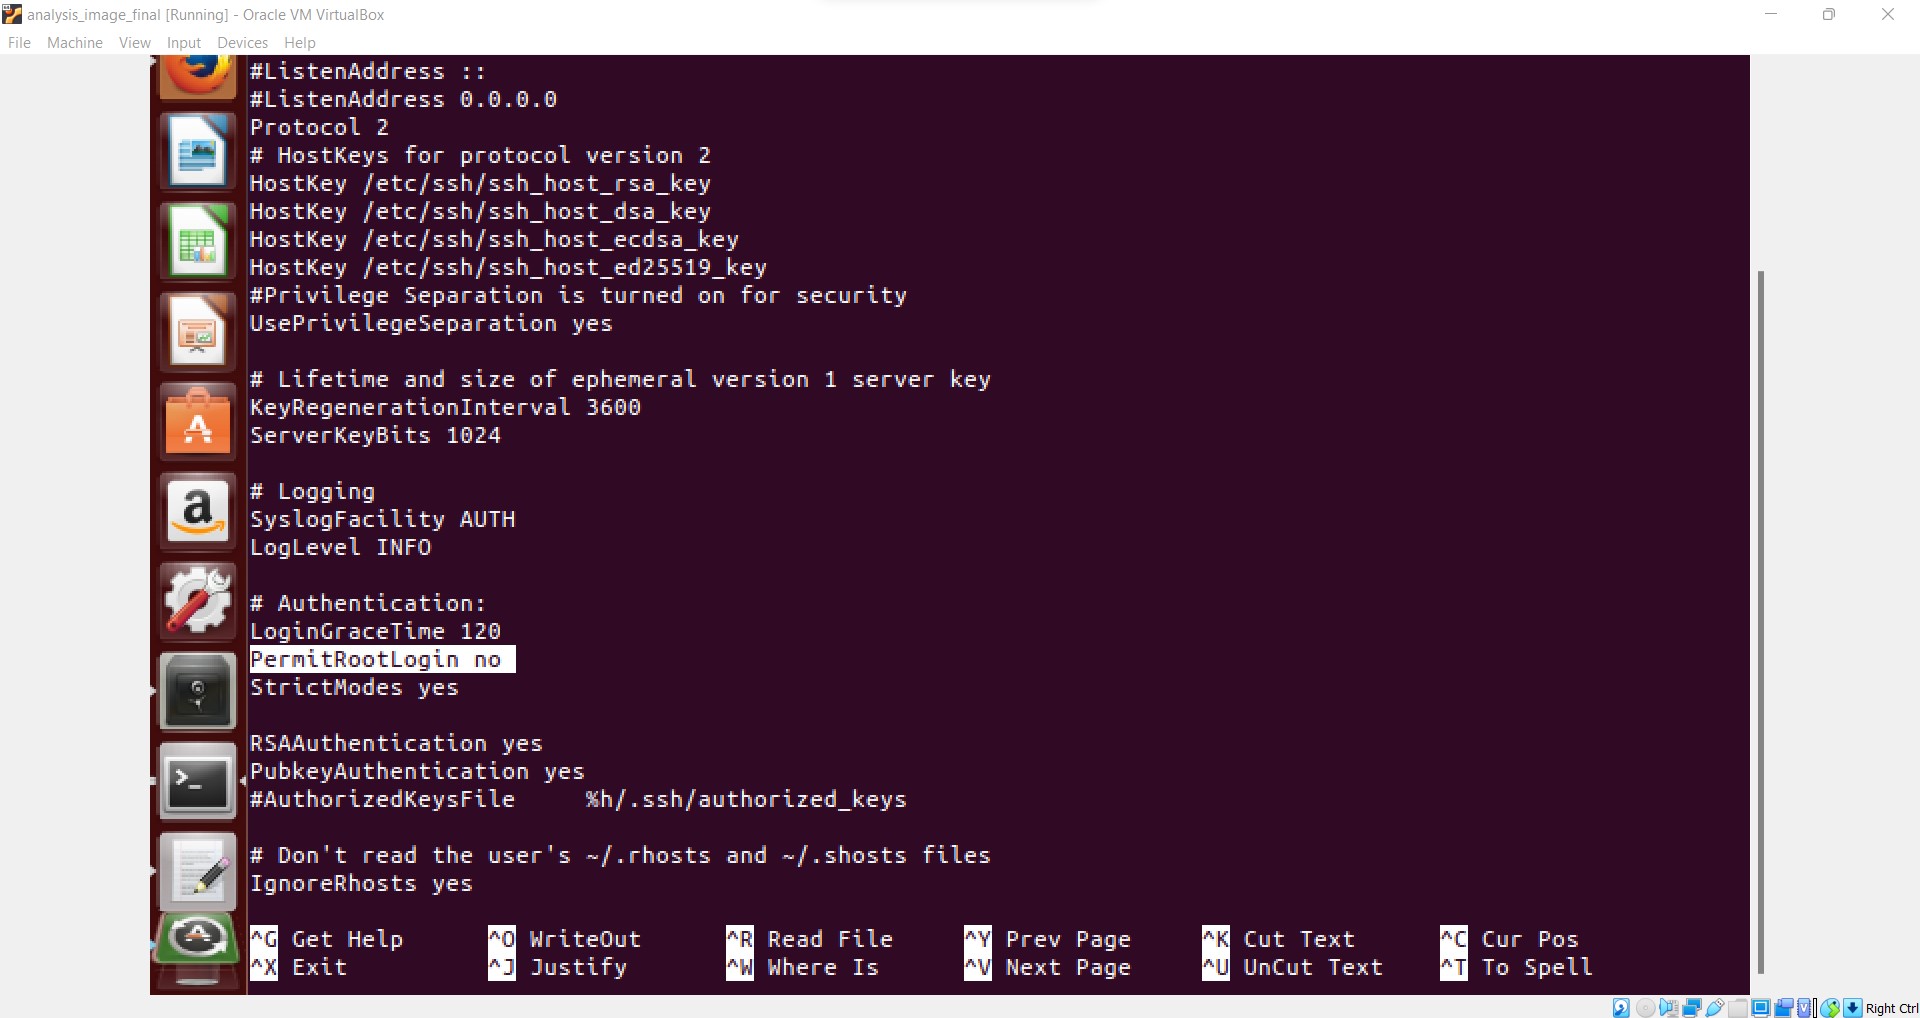 analysis_image_final [Running] - Oracle VM VirtualBox
File Machine View Input Devices Help
#ListenAddress ::
#ListenAddress 0.0.0.0
Protocol 2
# HostKeys for protocol version 2
HostKey /etc/ssh/ssh_host_rsa_key
HostKey /etc/ssh/ssh_host_dsa_key
HostKey /etc/ssh/ssh_host_ecdsa_key
HostKey /etc/ssh/ssh_host_ed25519_key
#Privilege Separation is turned on for security
UsePrivilegeSeparation yes
# Lifetime and size of ephemeral version 1 server key
KeyRegenerationInterval 3600
ServerKeyBits 1024
# Logging
SyslogFacility AUTH
LogLevel INFO
# Authentication:
LoginGraceTime 120
PermitRootLogin no
StrictModes yes
RSAAuthentication yes
PubkeyAuthentication yes
#AuthorizedKeysFile     %h/.ssh/authorized_keys
# Don't read the user's ~/.rhosts and ~/.shosts files
IgnoreRhosts yes
^G Get Help ^O WriteOut ^R Read File ^Y Prev Page ^K Cut Text ^C Cur Pos
^X Exit ^J Justify ^W Where Is ^V Next Page ^U UnCut Text ^T To Spell
Right Ctrl